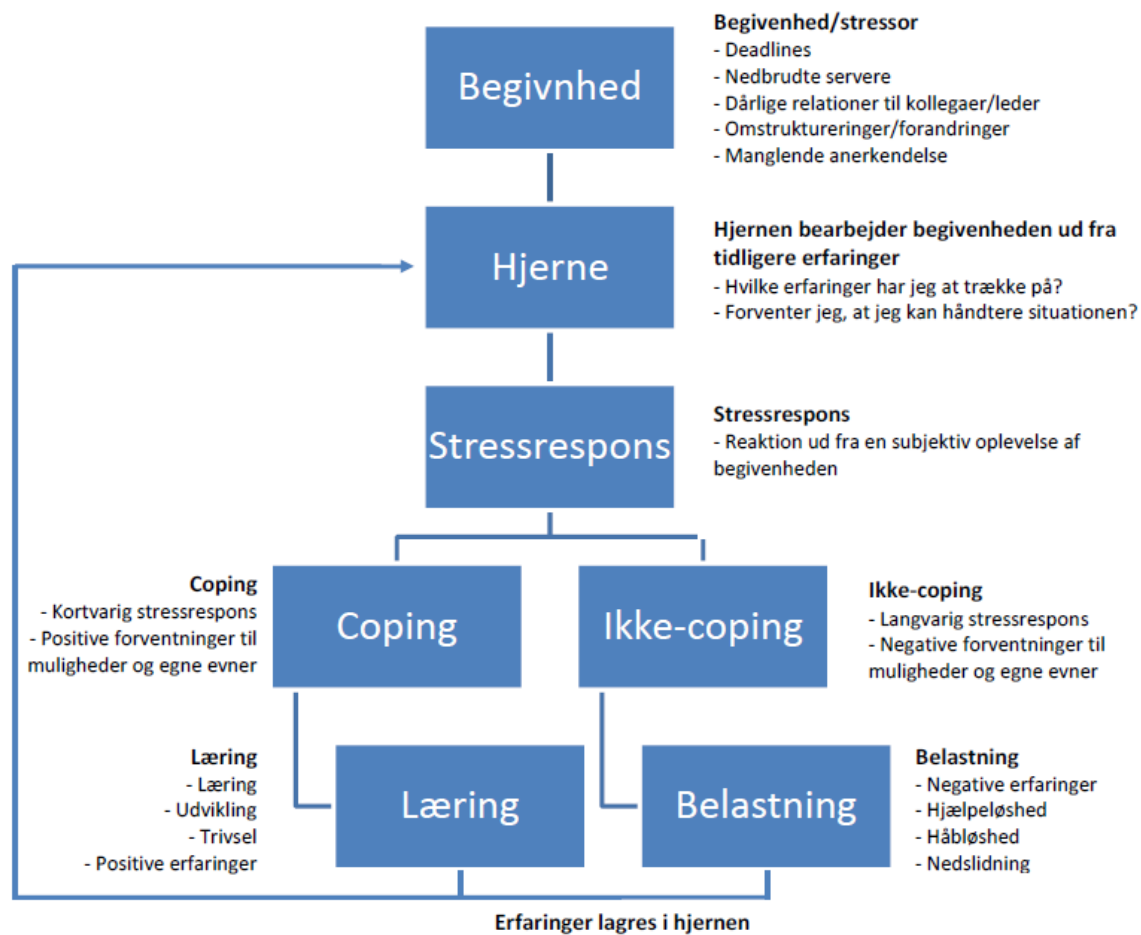 Begivnhed
Begivenhed/stressor
- Deadlines
- Nedbrudte servere
- Dårlige relationer til kollegaer/leder
- Omstruktureringer/forandringer
- Manglende anerkendelse
Hjerne
Hjernen bearbejder begivenheden ud fra
tidligere erfaringer
- Hvilke erfaringer har jeg at trække på?
- Forventer jeg, at jeg kan håndtere situationen?
Stressrespons
Stressrespons
- Reaktion ud fra en subjektiv oplevelse af
begivenheden
Coping
- Kortvarig stressrespons
- Positive forventninger til
muligheder og egne evner
Coping
Ikke-coping
Ikke-coping
- Langvarig stressrespons
- Negative forventninger til
muligheder og egne evner
Læring
- Læring
- Udvikling
- Trivsel
- Positive erfaringer
Læring
Belastning
Belastning
- Negative erfaringer
- Hjælpeløshed
- Håbløshed
- Nedslidning
Erfaringer lagres i hjernen